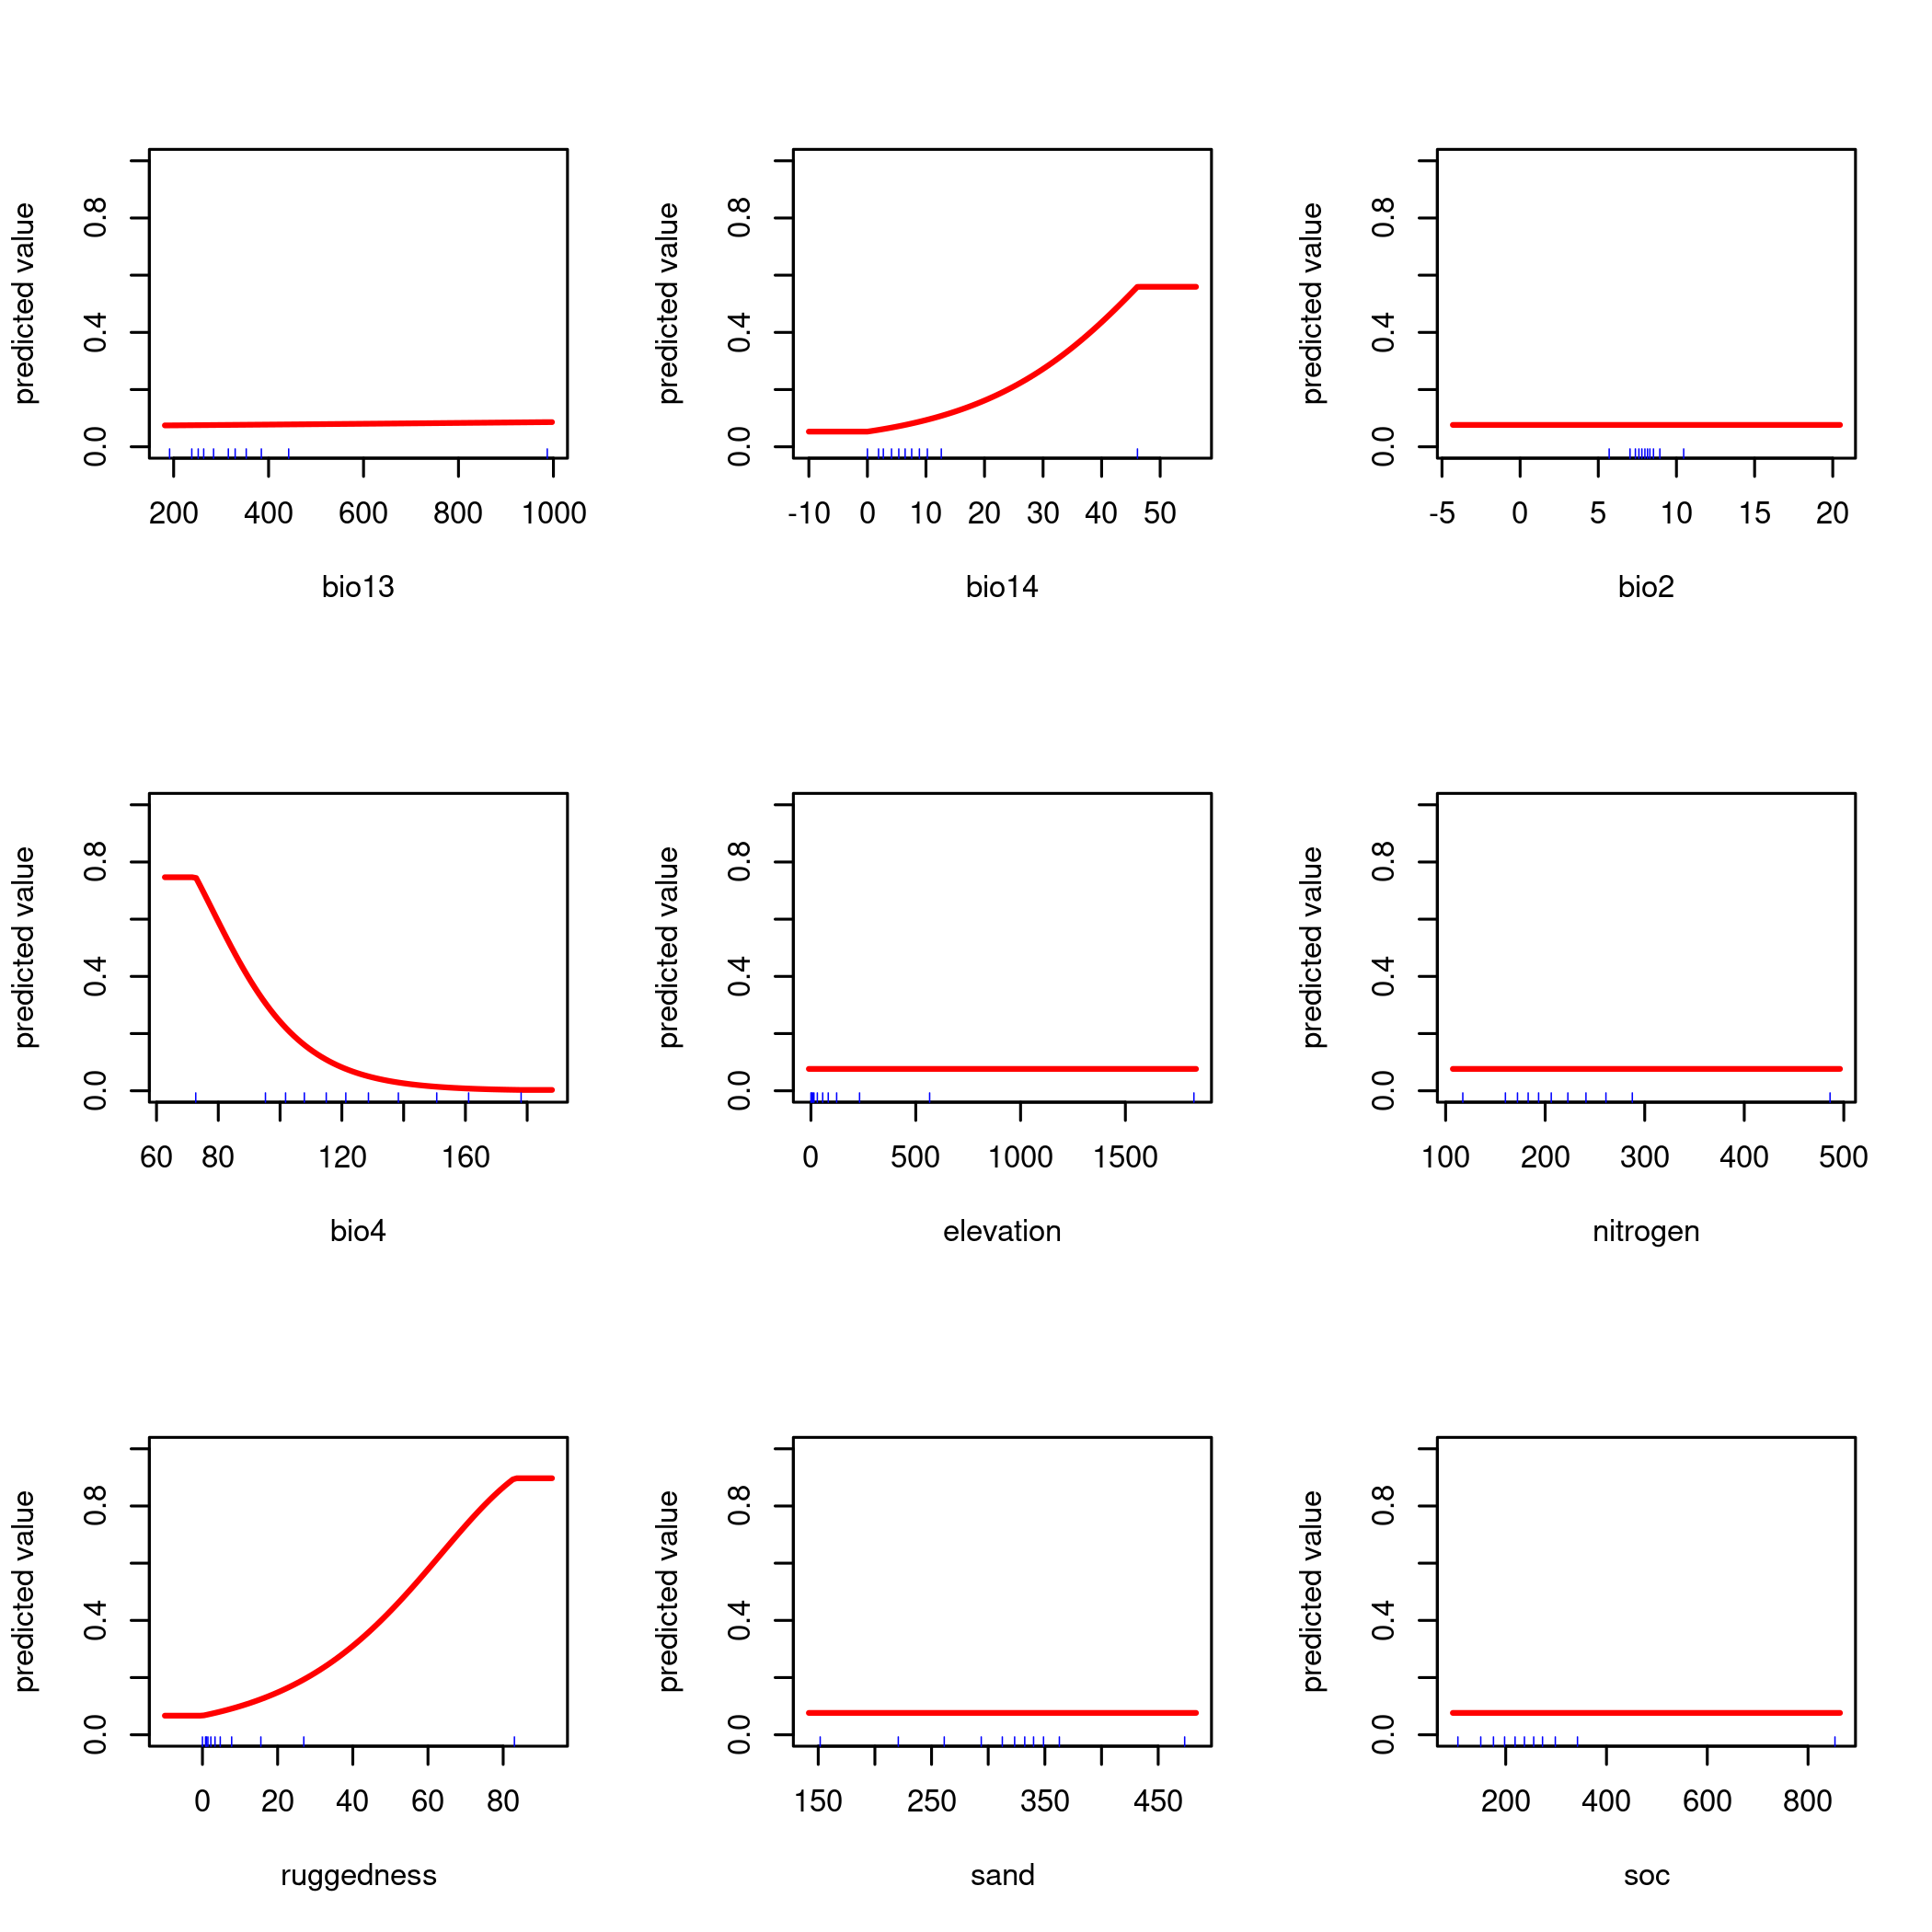 predicted value
0.0 0.4 0.8
200 400 600 800 1000
bio13
predicted value
0.0 0.4 0.8
-10 0 10 20 30 40 50
bio14
predicted value
0.0 0.4 0.8
-5 0 5 10 15 20
bio2
predicted value
0.0 0.4 0.8
60 80 120 160
bio4
predicted value
0.0 0.4 0.8
0 500 1000 1500
elevation
predicted value
0.0 0.4 0.8
100 200 300 400 500
nitrogen
predicted value
0.0 0.4 0.8
0 20 40 60 80
ruggedness
predicted value
0.0 0.4 0.8
150 250 350 450
sand
predicted value
0.0 0.4 0.8
200 400 600 800
soc